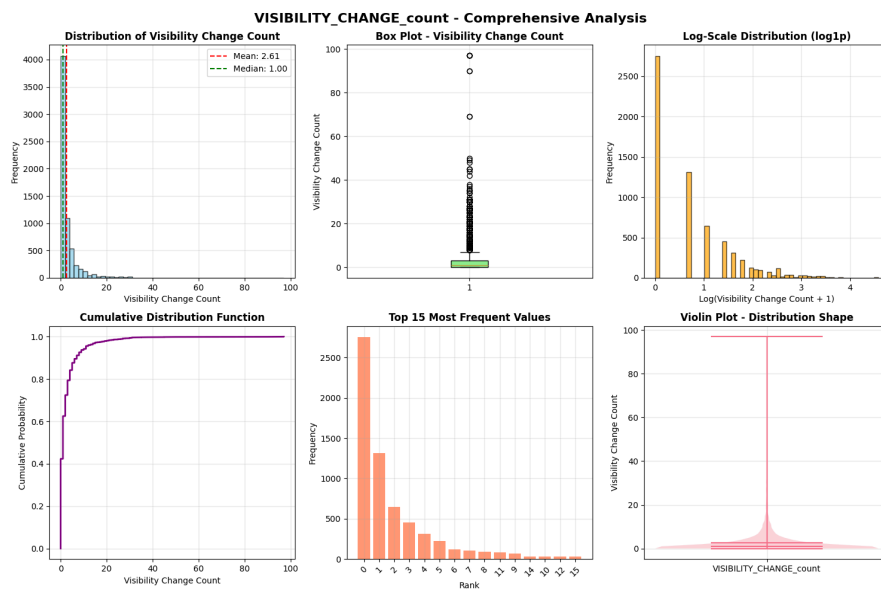 VISIBILITY_CHANGE_count - Comprehensive Analysis
Distribution of Visibility Change Count
Mean: 2.61
Median: 1.00
Frequency
4000
3500
3000
2500
2000
1500
1000
500
0
0 20 40 60 80 100
Visibility Change Count
Box Plot - Visibility Change Count
Visibility Change Count
100
80
60
40
20
0
1
Log-Scale Distribution (log1p)
Frequency
2500
2000
1500
1000
500
0
0 1 2 3 4
Log(Visibility Change Count + 1)
Cumulative Distribution Function
Cumulative Probability
1.0
0.8
0.6
0.4
0.2
0.0
0 20 40 60 80 100
Visibility Change Count
Top 15 Most Frequent Values
Frequency
2500
2000
1500
1000
500
0
0 1 2 3 4 5 6 7 8 11 9 14 10 12 15
Rank
Violin Plot - Distribution Shape
Visibility Change Count
100
80
60
40
20
0
VISIBILITY_CHANGE_count